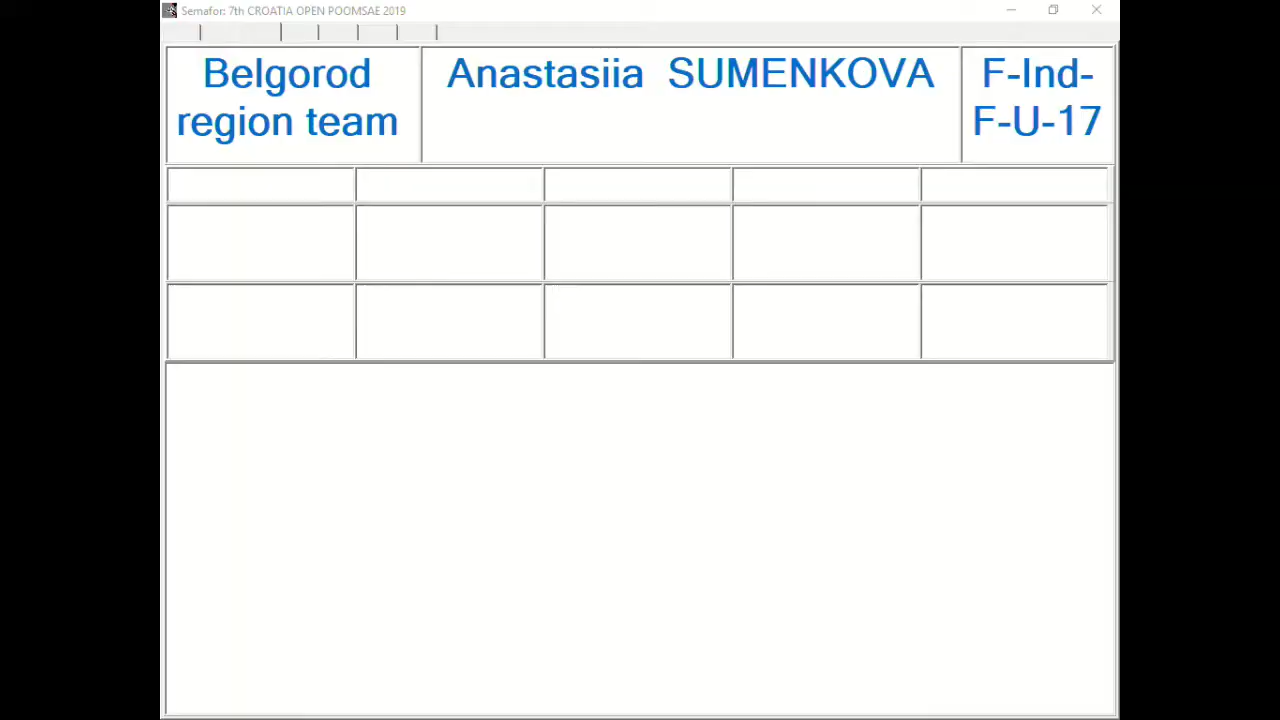 Semafor: 7th CROATIA OPEN POOMSAE 2019
Belgorod
region team
Anastasiia SUMENKOVA
F-Ind-
F-U-17